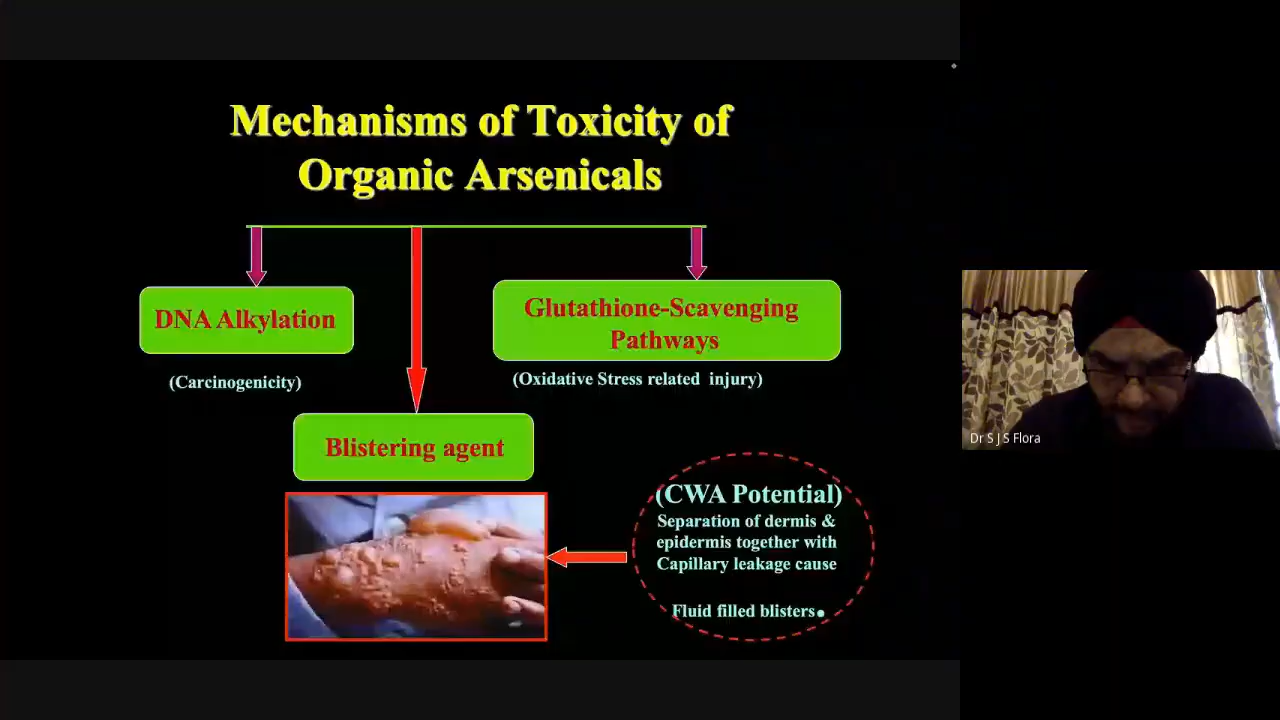 Mechanisms of Toxicity of
Organic Arsenicals
DNA Alkylation
(Carcinogenicity)
Glutathione-Scavenging
Pathways
(Oxidative Stress related injury)
Blistering agent
(CWA Potential)
Separation of dermis &
epidermis together with
Capillary leakage cause
Fluid filled blisters.
Dr S J S Flora